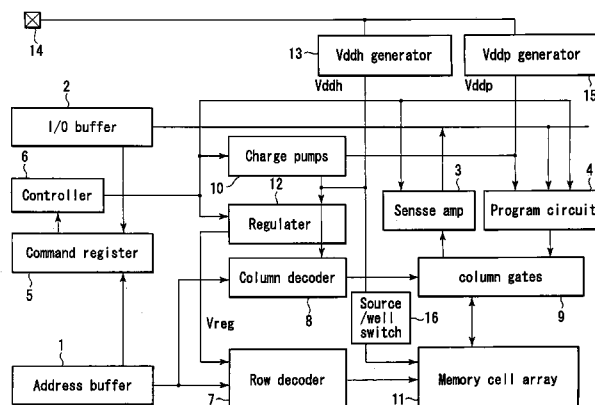 14
13
Vddh generator
Vddp generator
15
Vddh
Vddp
2
I/O buffer
6
Controller
Charge pumps
10
12
3
4
Regulater
Sensse amp
Program circuit
Command register
5
Column decoder
8
column gates
9
Source
/well
switch
16
Vreg
1
Address buffer
Row decoder
7
Memory cell array
11